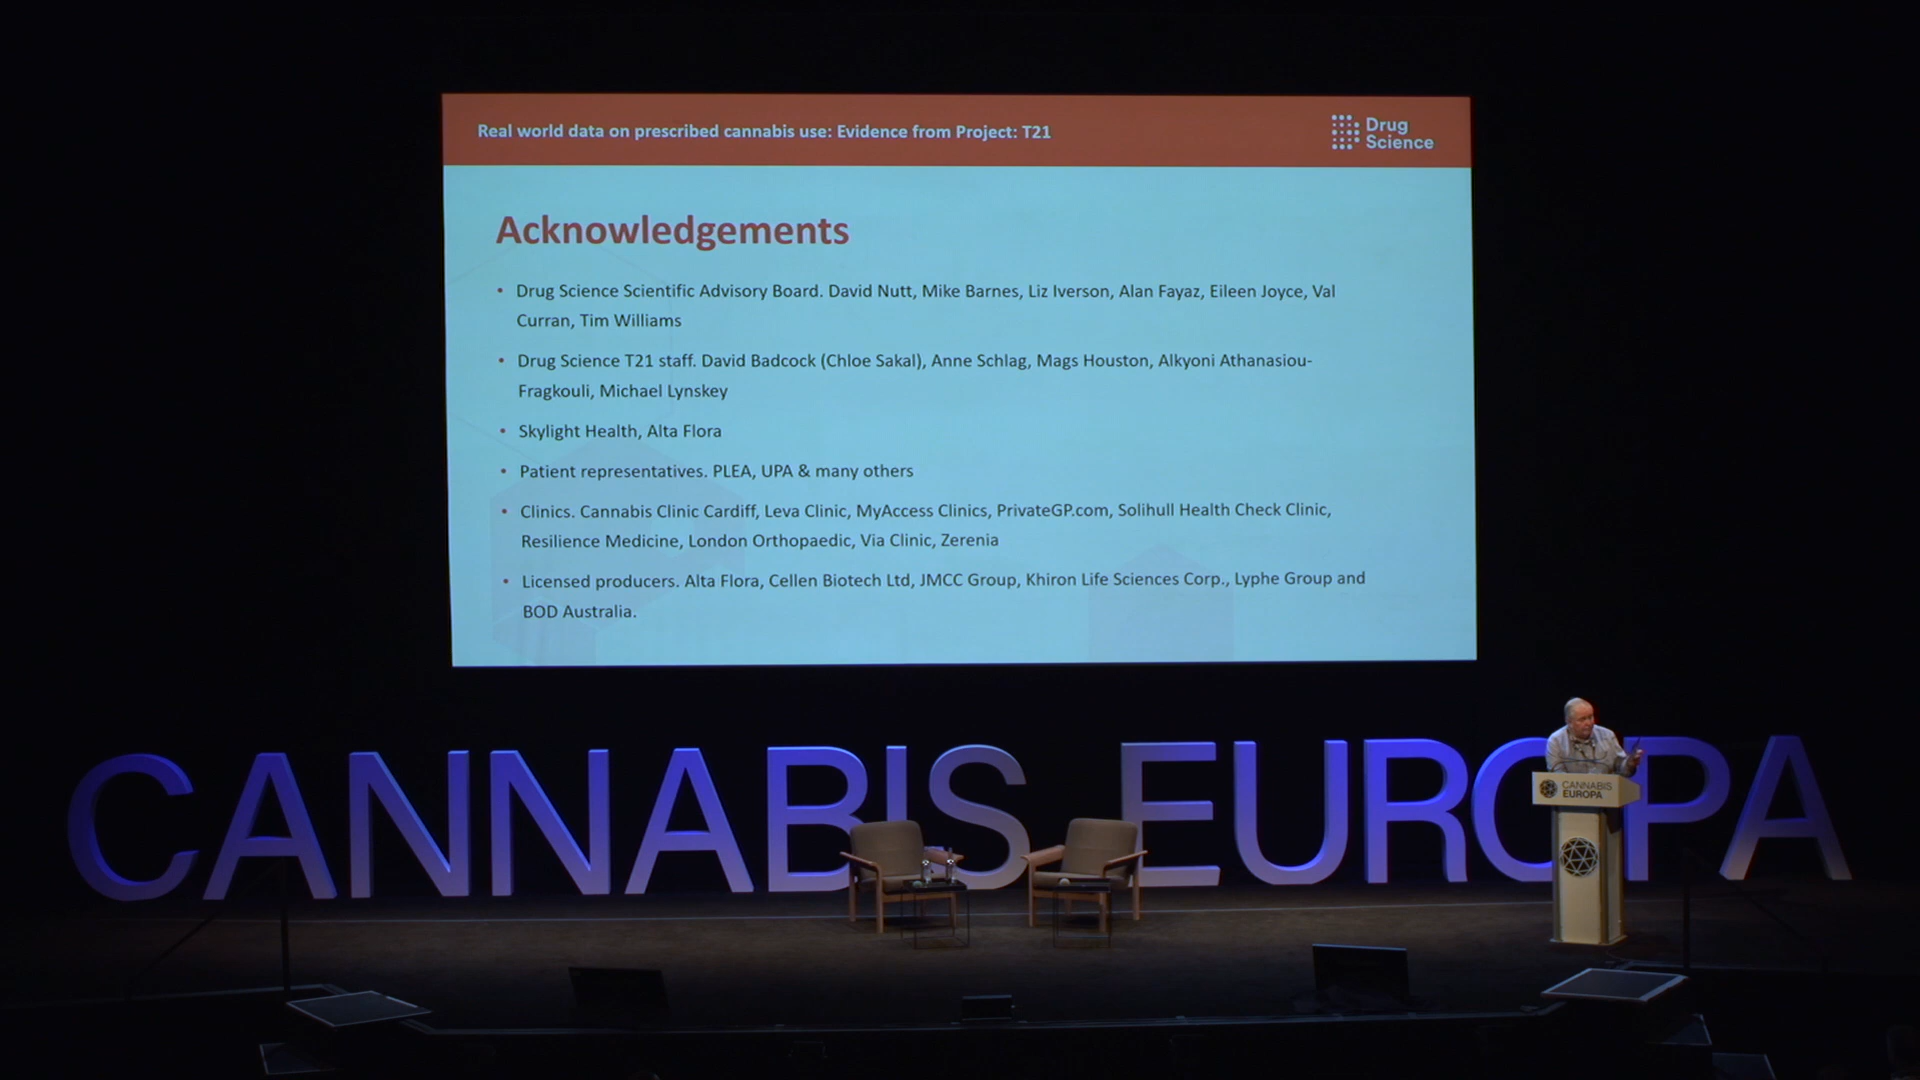 Real world data on prescribed cannabis use: Evidence from Project: T21
Drug
Science
Acknowledgements
• Drug Science Scientific Advisory Board. David Nutt, Mike Barnes, Liz Iverson, Alan Fayaz, Eileen Joyce, Val
Curran, Tim Williams
• Drug Science T21 staff. David Badcock (Chloe Sakal), Anne Schlag, Mags Houston, Alkyoni Athanasiou-
Fragkouli, Michael Lynskey
• Skylight Health, Alta Flora
• Patient representatives. PLEA, UPA & many others
• Clinics. Cannabis Clinic Cardiff, Leva Clinic, MyAccess Clinics, PrivateGP.com, Solihull Health Check Clinic,
Resilience Medicine, London Orthopaedic, Via Clinic, Zerenia
• Licensed producers. Alta Flora, Cellen Biotech Ltd, JMCC Group, Khiron Life Sciences Corp., Lyphe Group and
BOD Australia.
CANNABIS EUROPA
CANNABIS
EUROPA